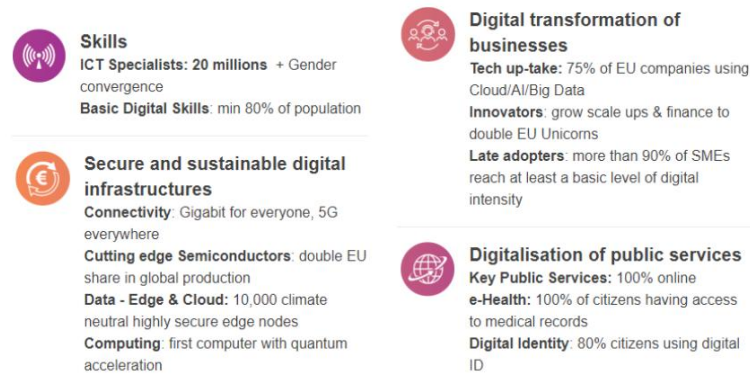 Skills
ICT Specialists: 20 millions + Gender
convergence
Basic Digital Skills: min 80% of population
Secure and sustainable digital
infrastructures
Connectivity: Gigabit for everyone, 5G
everywhere
Cutting edge Semiconductors: double EU
share in global production
Data - Edge & Cloud: 10,000 climate
neutral highly secure edge nodes
Computing: first computer with quantum
acceleration
Digital transformation of
businesses
Tech up-take: 75% of EU companies using
Cloud/AI/Big Data
Innovators: grow scale ups & finance to
double EU Unicorns
Late adopters: more than 90% of SMEs
reach at least a basic level of digital
intensity
Digitalisation of public services
Key Public Services: 100% online
e-Health: 100% of citizens having access
to medical records
Digital Identity: 80% citizens using digital
ID